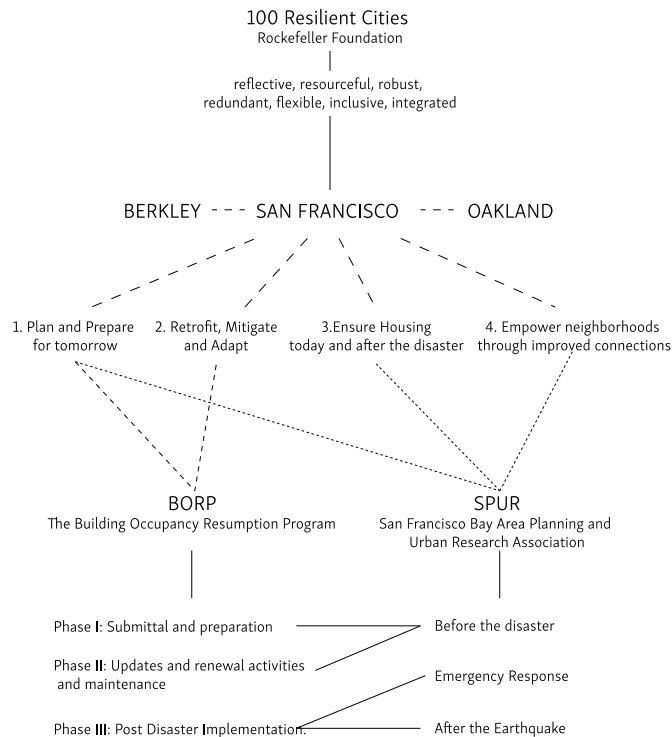 100 Resilient Cities
Rockefeller Foundation
reflective, resourceful, robust,
redundant, flexible, inclusive, integrated
BERKLEY
SAN FRANCISCO
OAKLAND
1. Plan and Prepare
for tomorrow
2. Retrofit, Mitigate
and Adapt
3.Ensure Housing
today and after the disaster
4. Empower neighborhoods
through improved connections
BORP
The Building Occupancy Resumption Program
SPUR
San Francisco Bay Area Planning and
Urban Research Association
Phase I: Submittal and preparation
Phase II: Updates and renewal activities
and maintenance
Phase III: Post Disaster Implementation.
Before the disaster
Emergency Response
After the Earthquake